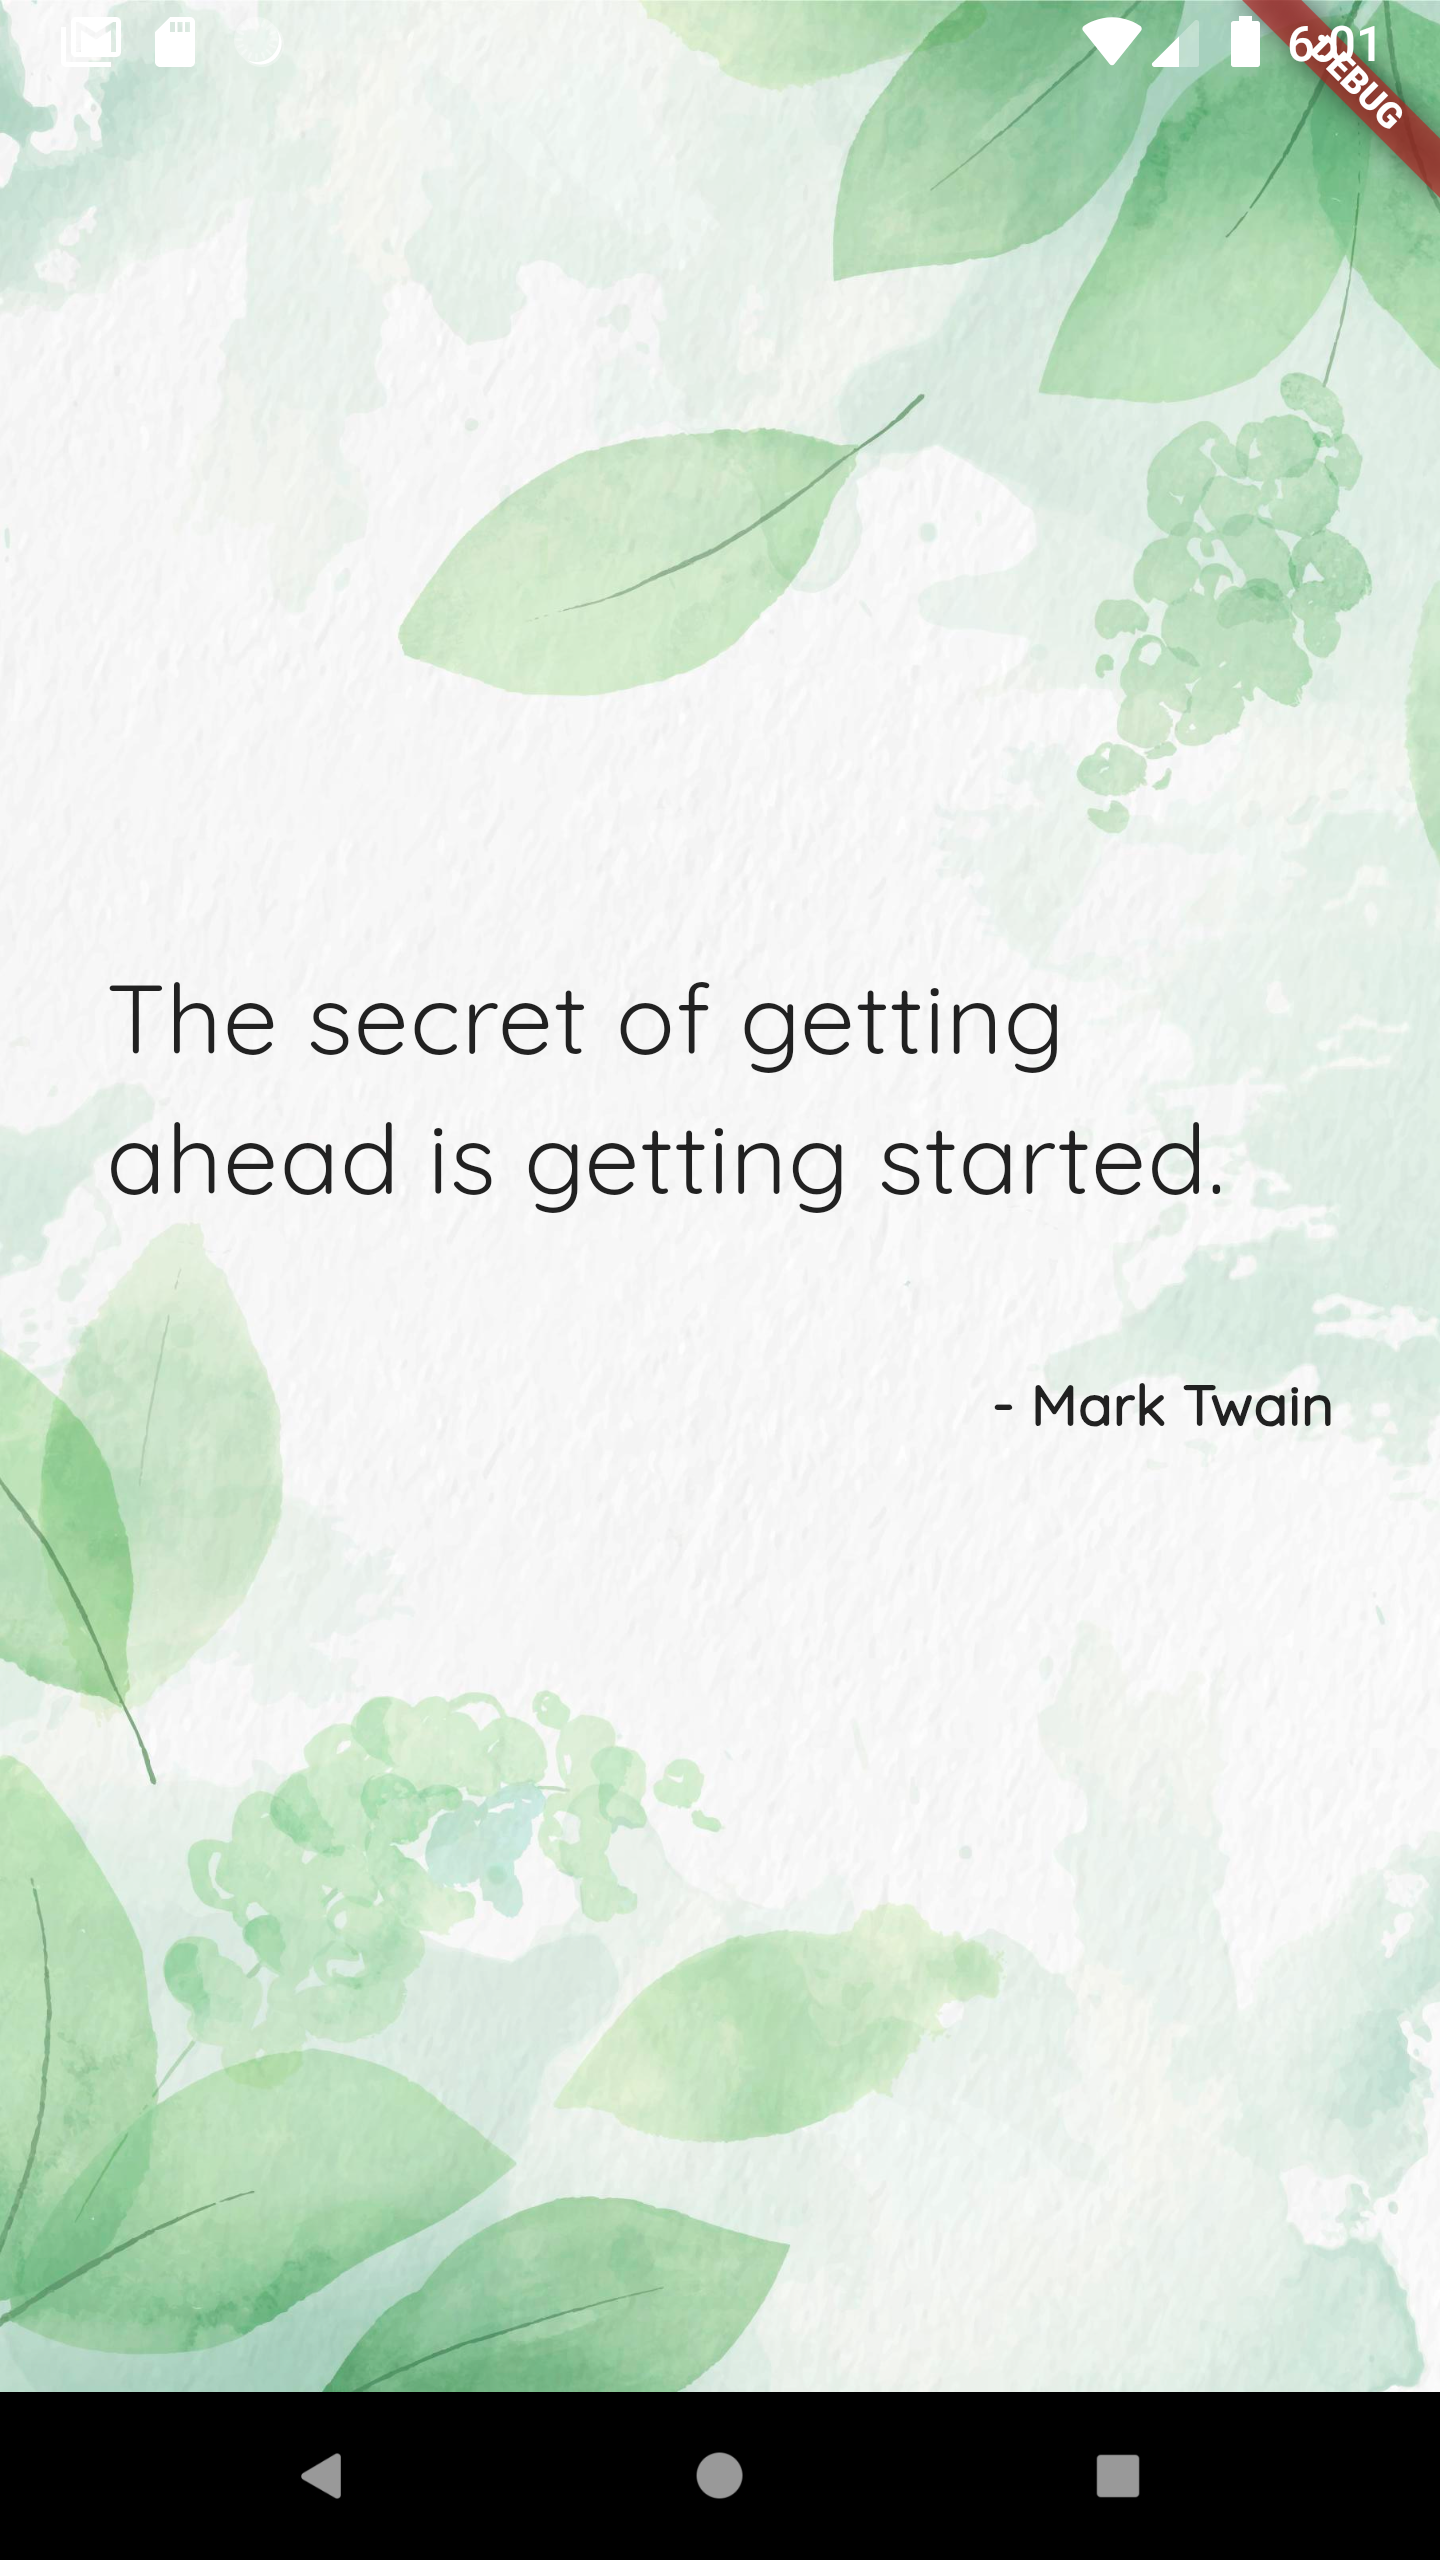 6:01
DEBUG
The secret of getting
ahead is getting started.
- Mark Twain